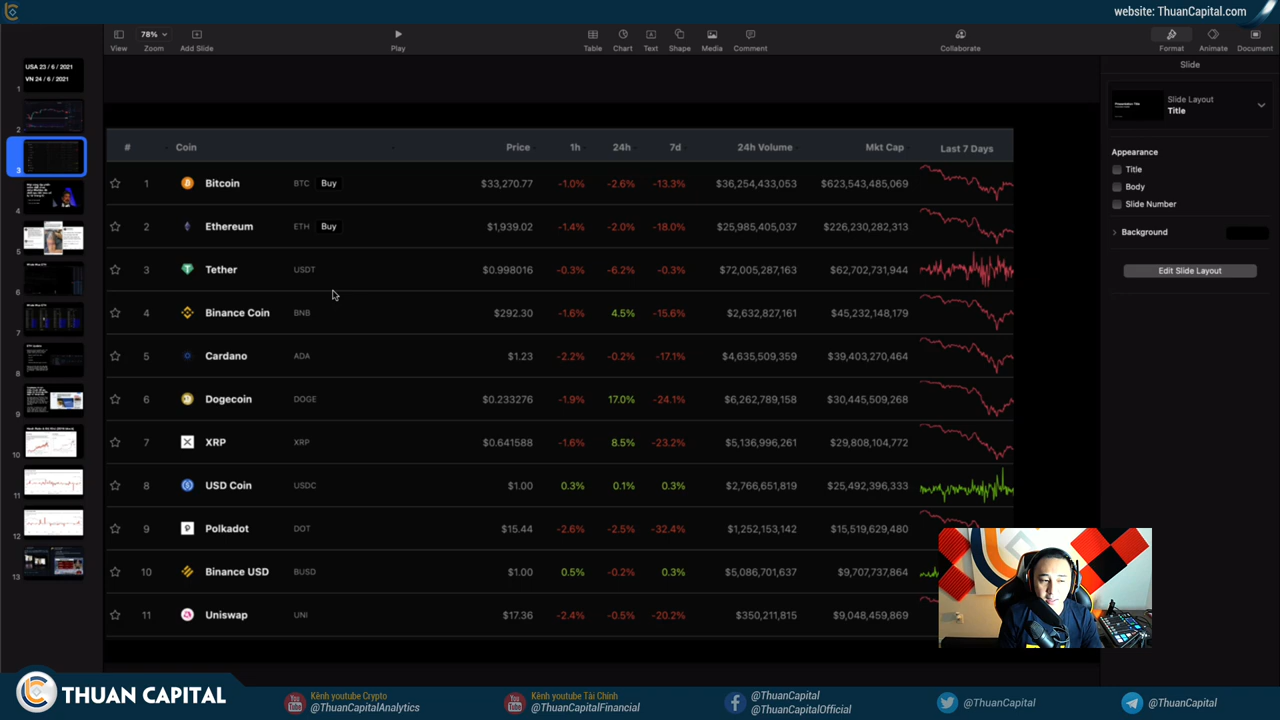 website: ThuanCapital.com
78%
View Zoom Add Slide Play Table Chart Text Shape Media Comment Collaborate Format Animate Document
Slide
USA 23 / 6 / 2021
VN 24 / 6 / 2021
1
2
3
4
5
6
7
8
9
10
11
12
13
Slide Layout
Title
Appearance
Title
Body
Slide Number
Background
Edit Slide Layout
# Coin Price 1h 24h 7d 24h Volume Mkt Cap Last 7 Days
1 Bitcoin BTC Buy -1.0% -2.6% -13.3% $623,543,485,069
2 Ethereum ETH Buy -1.4% -2.0% -18.0% $25,985,405,037 $226,230,282,313
3 Tether USDT $0.998016 -0.3% -6.2% -0.3% $72,005,287,163 $62,702,731,944
4 Binance Coin BNB $292.30 -1.6% 4.5% -15.6% $2,632,827,161 $45,232,148,179
5 Cardano ADA $1.23 -2.2% -0.2% -17.1% $4,635,509,359 $39,403,270,464
6 Dogecoin DOGE $0.233276 -1.9% 17.0% -24.1% $6,262,789,158 $30,445,509,268
7 XRP XRP $0.641588 -1.6% 8.5% -23.2% $29,808,104,772
8 USD Coin USDC $1.00 0.3% 0.1% 0.3% $2,766,651,819 $25,492,396,333
9 Polkadot DOT $15.44 -2.6% -2.5% -32.4% $1,252,153,142 $15,519,629,480
10 Binance USD BUSD $1.00 0.5% -0.2% 0.3% $5,086,701,637 $9,707,737,864
11 Uniswap UNI $17.36 -2.4% -0.5% -20.2% $350,211,815 $9,048,459,869
THUAN CAPITAL
Kênh youtube Crypto
@ThuanCapitalAnalytics
Kênh youtube Tài Chính
@ThuanCapitalFinancial
@ThuanCapital
@ThuanCapitalOfficial
@ThuanCapital
@ThuanCapital